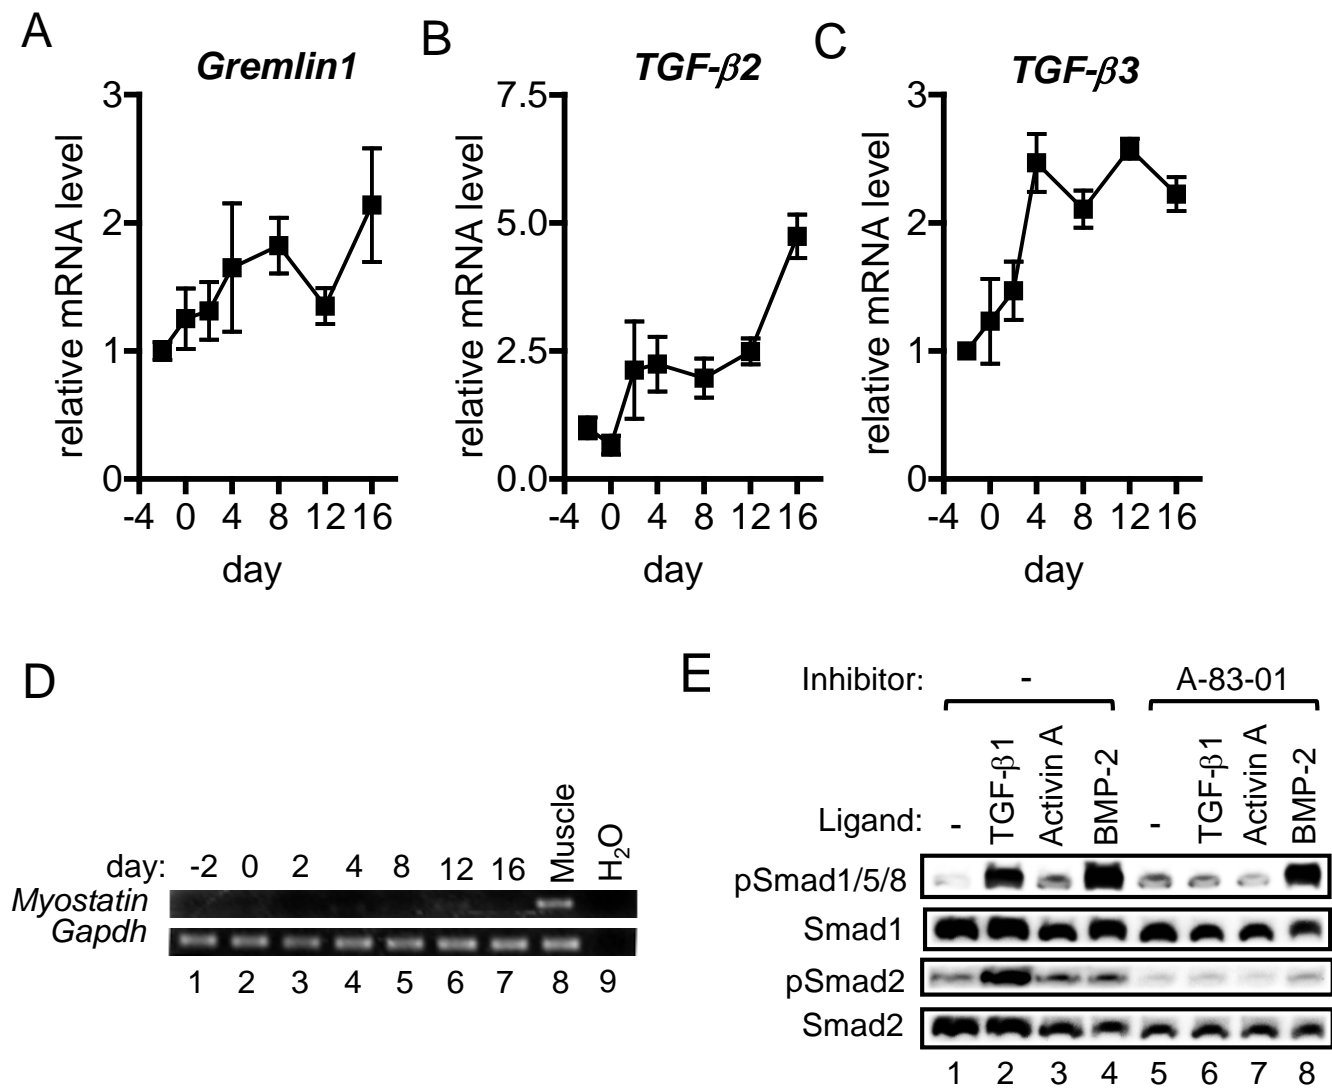 A
Gremlin1
3
2
1
0
relative mRNA level
-4 0 4 8 12 16
day
B
TGF-β2
7.5
5.0
2.5
0.0
relative mRNA level
-4 0 4 8 12 16
day
C
TGF-β3
3
2
1
0
relative mRNA level
-4 0 4 8 12 16
day
D
day: -2 0 2 4 8 12 16 Muscle H₂O
Myostatin
Gapdh
1 2 3 4 5 6 7 8 9
E
Inhibitor: - A-83-01
Ligand: - TGF-β1 Activin A BMP-2 - TGF-β1 Activin A BMP-2
pSmad1/5/8
Smad1
pSmad2
Smad2
1 2 3 4 5 6 7 8